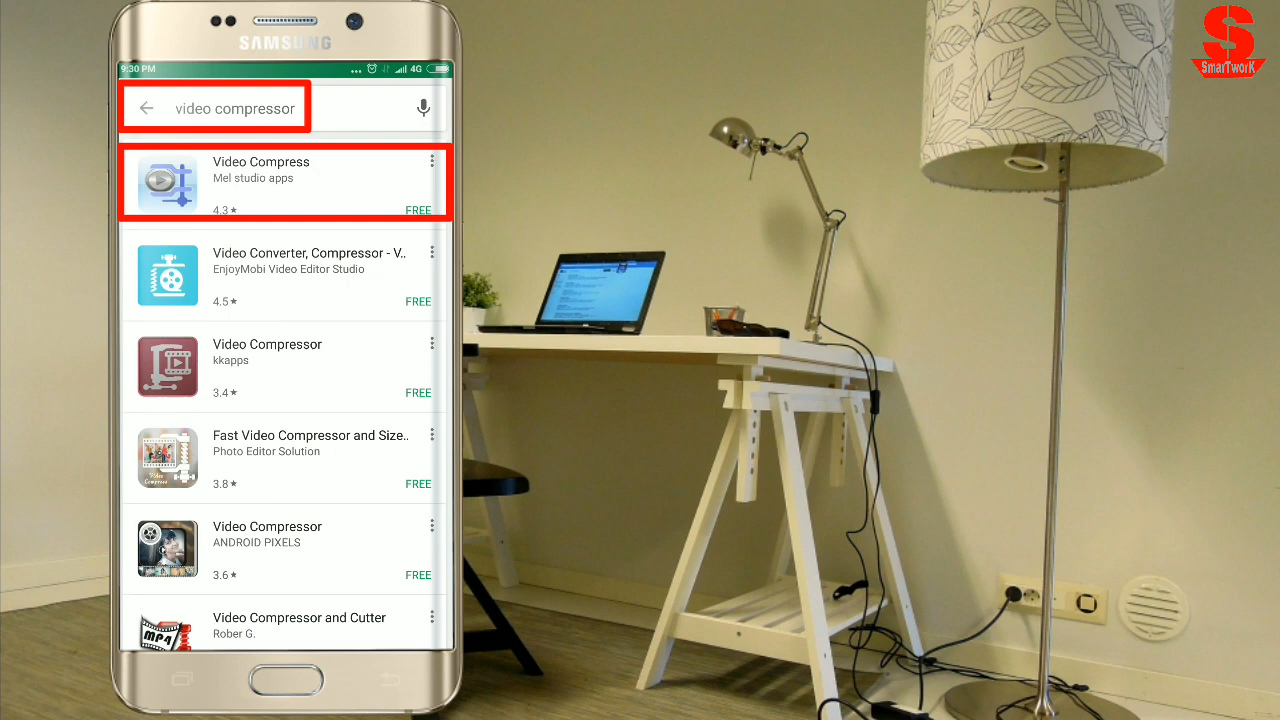 SAMSUNG
9:30 PM
4G
video compressor
Video Compress
Mel studio apps
4.3★
FREE
Video Converter, Compressor - V..
EnjoyMobi Video Editor Studio
4.5★
FREE
Video Compressor
kkapps
3.4★
FREE
Fast Video Compressor and Size..
Photo Editor Solution
3.8★
FREE
Video Compressor
ANDROID PIXELS
3.6★
FREE
Video Compressor and Cutter
Rober G.
MP4
S
SmarTworK